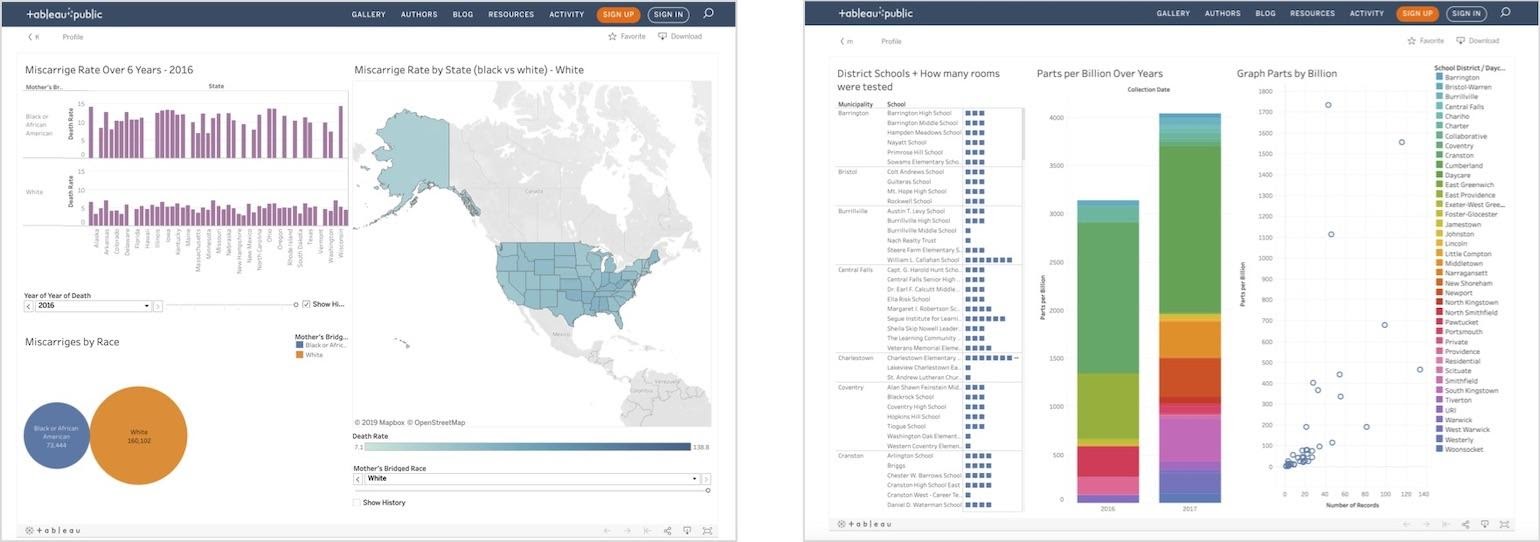 +ableau+public
GALLERY AUTHORS BLOG RESOURCES ACTIVITY SIGN UP SIGN IN
Profile
Favorite Download
Miscarrige Rate Over 6 Years - 2016
Mother's Br.. State
Black or
African
American
Death Rate
15
10
5
0
White
Death Rate
15
10
5
0
Alaska
Arkansas
Colorado
Delaware
Florida
Hawaii
Illinois
Iowa
Kentucky
Maine
Massachusetts
Minnesota
Missouri
Nebraska
New Hampshire
New Mexico
North Carolina
Ohio
Oregon
Rhode Island
South Dakota
Texas
Vermont
Washington
Wisconsin
Year of Year of Death
2016
Show Hi...
Miscarriages by Race
Mother's Bridg...
Black or Afric..
White
Black or African
American
73,444
White
160,102
Miscarrige Rate by State (black vs white) - White
Canada
Mexico
Venezuela
Colombia
© 2019 Mapbox © OpenStreetMap
Death Rate
7.1 138.8
Mother's Bridged Race
White
Show History
+ableau
+ableau+public
GALLERY AUTHORS BLOG RESOURCES ACTIVITY SIGN UP SIGN IN
m Profile
Favorite Download
District Schools + How many rooms
were tested
Municipality School
Barrington Barrington High School
Barrington Middle School
Hampden Meadows School
Nayatt School
Primrose Hill School
Sowams Elementary Scho..
Bristol Colt Andrews School
Guiteras School
Mt. Hope High School
Rockwell School
Burrillville Austin T. Levy School
Burrillville High School
Burrillville Middle School
Nach Realty Trust
Steere Farm Elementary S..
William L. Callahan School
Central Falls Capt. G. Harold Hunt Scho..
Central Falls Senior High ..
Dr. Earl F. Calcutt Middle ..
Ella Risk School
Margaret I. Robertson Sc..
Segue Institute for Learni..
Sheila Skip Nowell Leader..
The Learning Community ..
Veterans Memorial Eleme..
Charlestown Charlestown Elementary ..
Lakeview Charlestown Ea..
St. Andrew Lutheran Chur..
Coventry Alan Shawn Feinstein Mid..
Blackrock School
Coventry High School
Hopkins Hill School
Tiogue School
Washington Oak Element..
Western Coventry Elemen..
Cranston Arlington School
Briggs
Chester W. Barrows School
Cranston High School East
Cranston West - Career Te..
Daniel D. Waterman School
Parts per Billion Over Years
Collection Date
Parts per Billion
4000
3500
3000
2500
2000
1500
1000
500
0
2016 2017
Graph Parts by Billion
Parts per Billion
1800
1700
1600
1500
1400
1300
1200
1100
1000
900
800
700
600
500
400
300
200
100
0
0 20 40 60 80 100 120 140
Number of Records
School District / Dayc...
Barrington
Bristol-Warren
Burrillville
Central Falls
Chariho
Charter
Collaborative
Coventry
Cranston
Cumberland
Daycare
East Greenwich
East Providence
Exeter-West Gree...
Foster-Glocester
Jamestown
Johnston
Lincoln
Little Compton
Middletown
Narragansett
New Shoreham
Newport
North Kingstown
North Smithfield
Pawtucket
Portsmouth
Private
Providence
Residential
Scituate
Smithfield
South Kingstown
Tiverton
URI
Warwick
West Warwick
Westerly
Woonsocket
+ableau